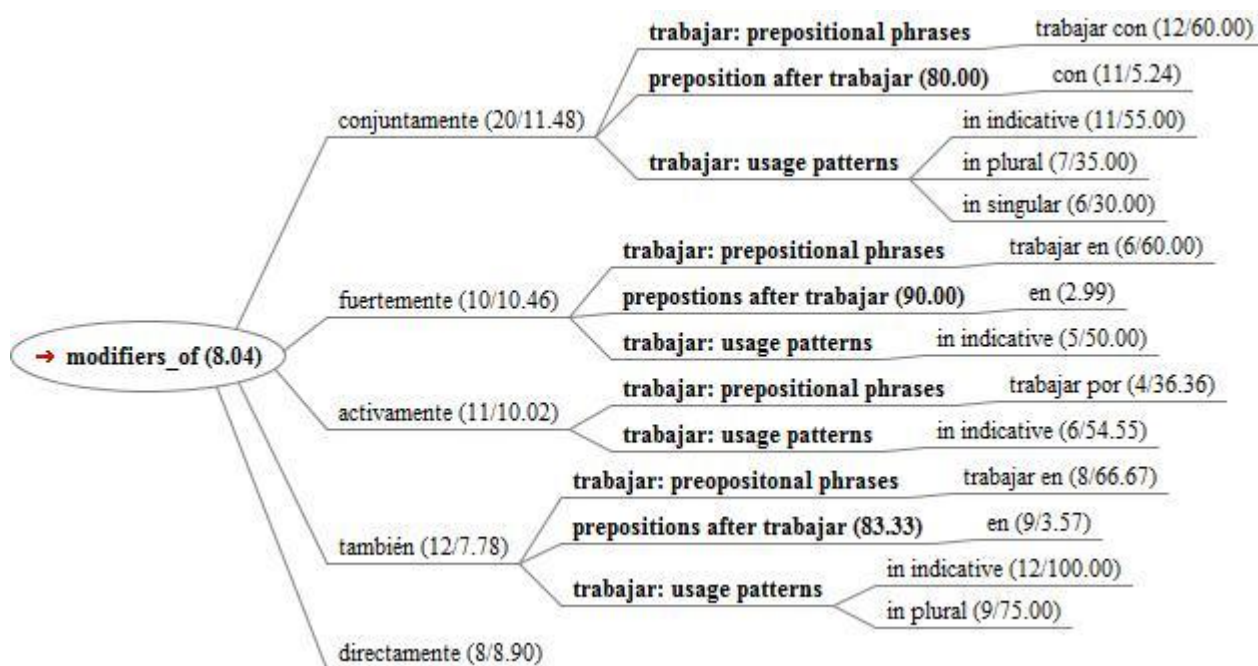 ➔ modifiers_of (8.04)
conjuntamente (20/11.48)
trabajar: prepositional phrases
trabajar con (12/60.00)
preposition after trabajar (80.00)
con (11/5.24)
trabajar: usage patterns
in indicative (11/55.00)
in plural (7/35.00)
in singular (6/30.00)
fuertemente (10/10.46)
trabajar: prepositional phrases
trabajar en (6/60.00)
prepostions after trabajar (90.00)
en (2.99)
trabajar: usage patterns
in indicative (5/50.00)
activamente (11/10.02)
trabajar: prepositional phrases
trabajar por (4/36.36)
trabajar: usage patterns
in indicative (6/54.55)
también (12/7.78)
trabajar: preopositonal phrases
trabajar en (8/66.67)
prepositions after trabajar (83.33)
en (9/3.57)
trabajar: usage patterns
in indicative (12/100.00)
in plural (9/75.00)
directamente (8/8.90)